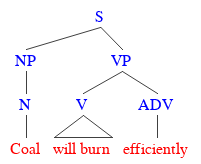 S
NP VP
N V ADV
Coal will burn efficiently